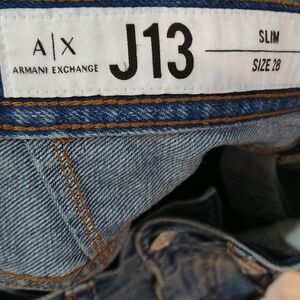 A|X
ARMANI EXCHANGE
J13
SLIM
SIZE 28